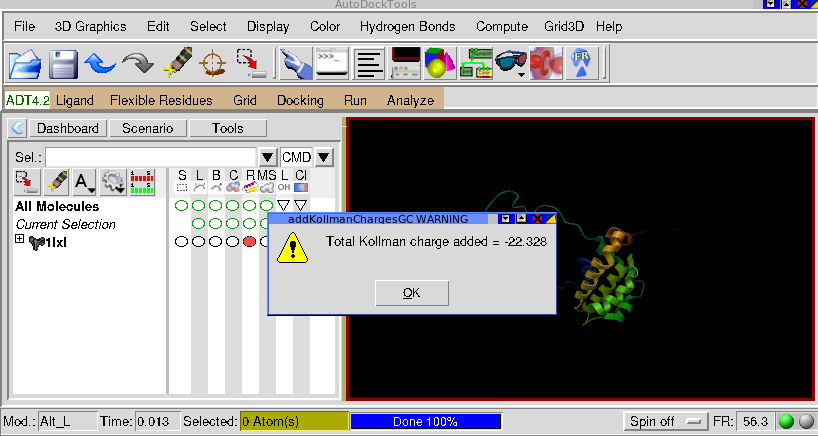 AutoDockTools
File 3D Graphics Edit Select Display Color Hydrogen Bonds Compute Grid3D Help
FR
ADT4.2 Ligand Flexible Residues Grid Docking Run Analyze
Dashboard Scenario Tools
Sel.: CMD
S L B C R MS L Cl
A OH
All Molecules
Current Selection
1lxl
addKollmanChargesGC WARNING
Total Kollman charge added = -22.328
OK
Mod.: Alt_L Time: 0.013 Selected: 0 Atom(s) Done 100% Spin off FR: 56.3